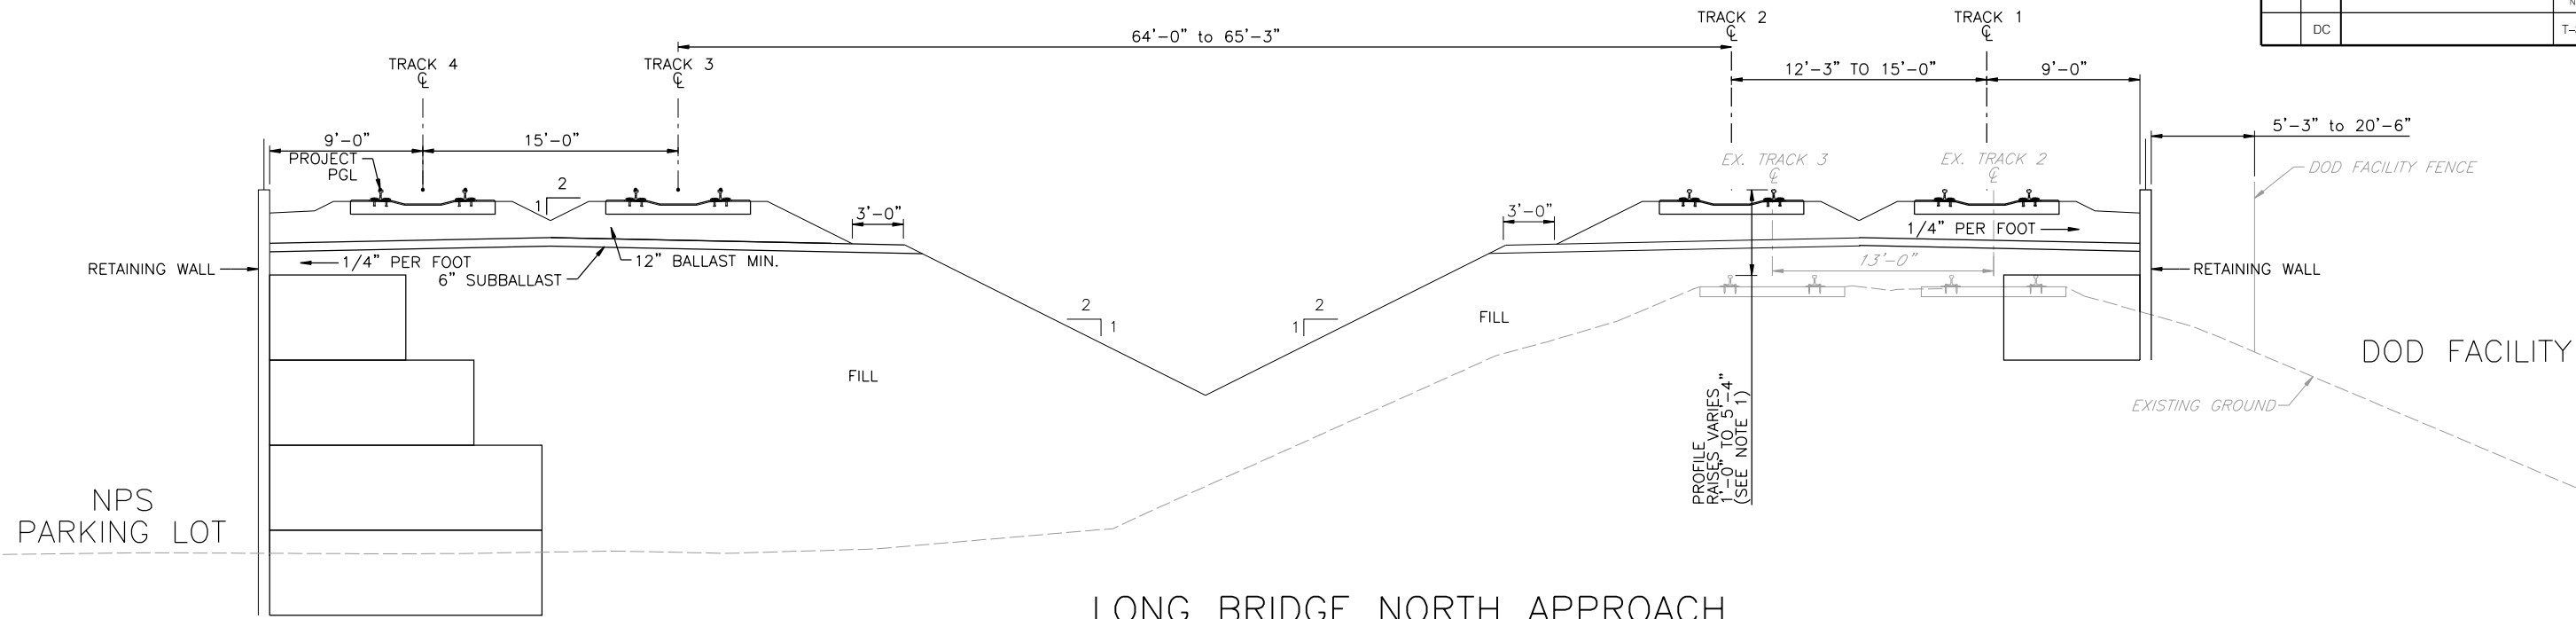 TRACK 2
℄
TRACK 1
℄
DC
64'-0" to 65'-3"
TRACK 4
℄
TRACK 3
℄
12'-3" TO 15'-0"
9'-0"
5'-3" to 20'-6"
9'-0"
15'-0"
PROJECT
PGL
2
1
EX. TRACK 3
℄
EX. TRACK 2
℄
DOD FACILITY FENCE
3'-0"
3'-0"
1/4" PER FOOT
RETAINING WALL
1/4" PER FOOT
12" BALLAST MIN.
6" SUBBALLAST
13'-0"
RETAINING WALL
2
1
2
1
FILL
FILL
DOD FACILITY
EXISTING GROUND
PROFILE
RAISES VARIES
1'-0" TO 5'-4"
(SEE NOTE 1)
NPS
PARKING LOT
LONG BRIDGE NORTH APPROACH